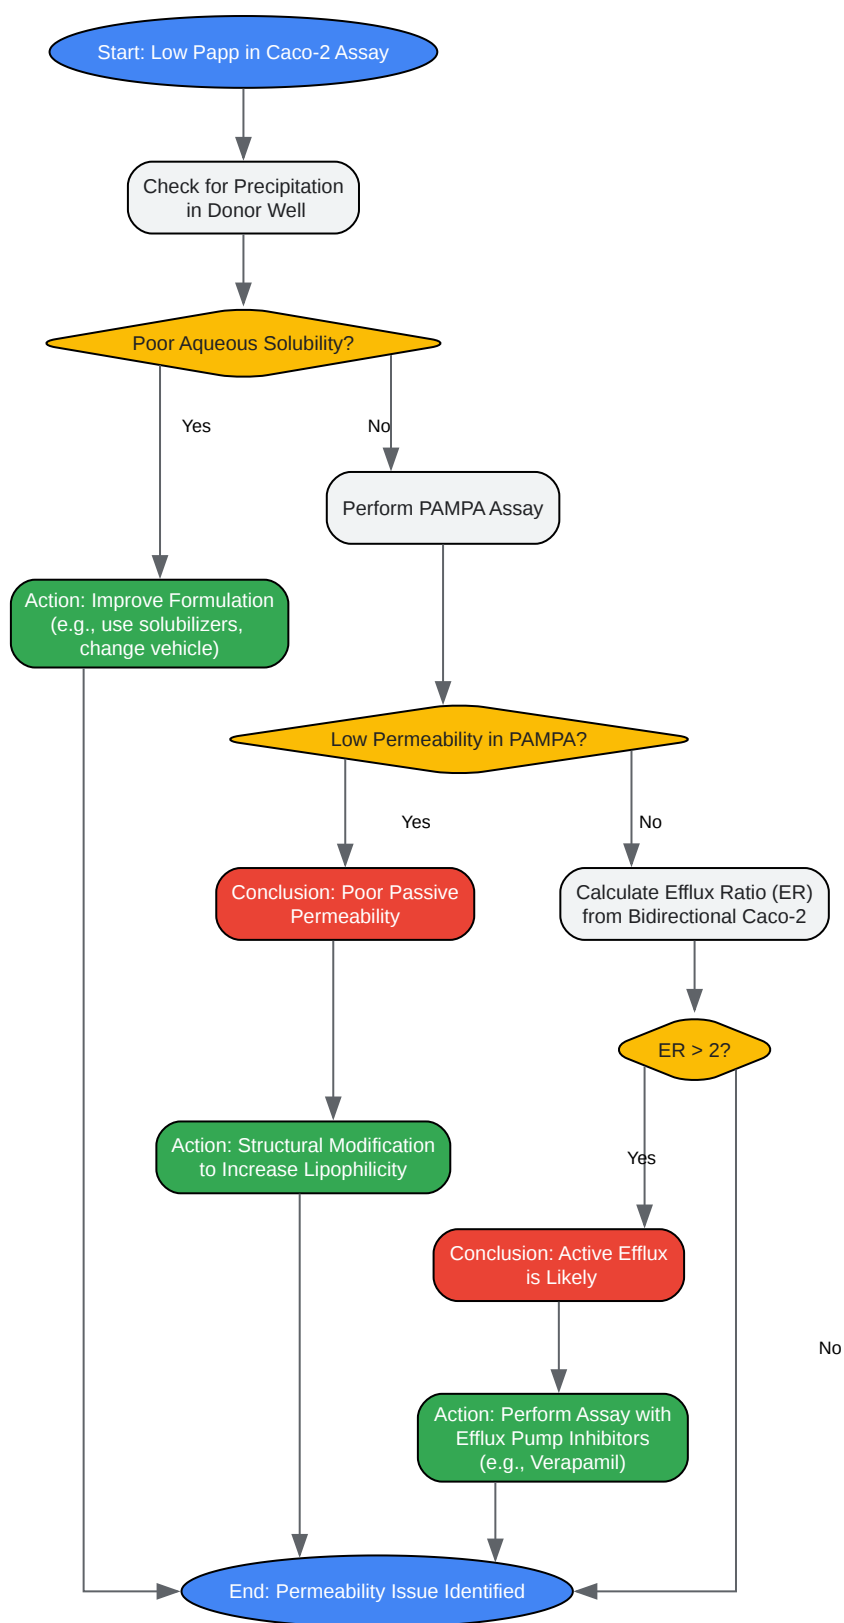 Start: Low Papp in Caco-2 Assay
Check for Precipitation
in Donor Well
Poor Aqueous Solubility?
Yes
No
Perform PAMPA Assay
Action: Improve Formulation
(e.g., use solubilizers,
change vehicle)
Low Permeability in PAMPA?
Yes
No
Conclusion: Poor Passive
Permeability
Calculate Efflux Ratio (ER)
from Bidirectional Caco-2
ER > 2?
Action: Structural Modification
to Increase Lipophilicity
Yes
Conclusion: Active Efflux
is Likely
No
Action: Perform Assay with
Efflux Pump Inhibitors
(e.g., Verapamil)
End: Permeability Issue Identified